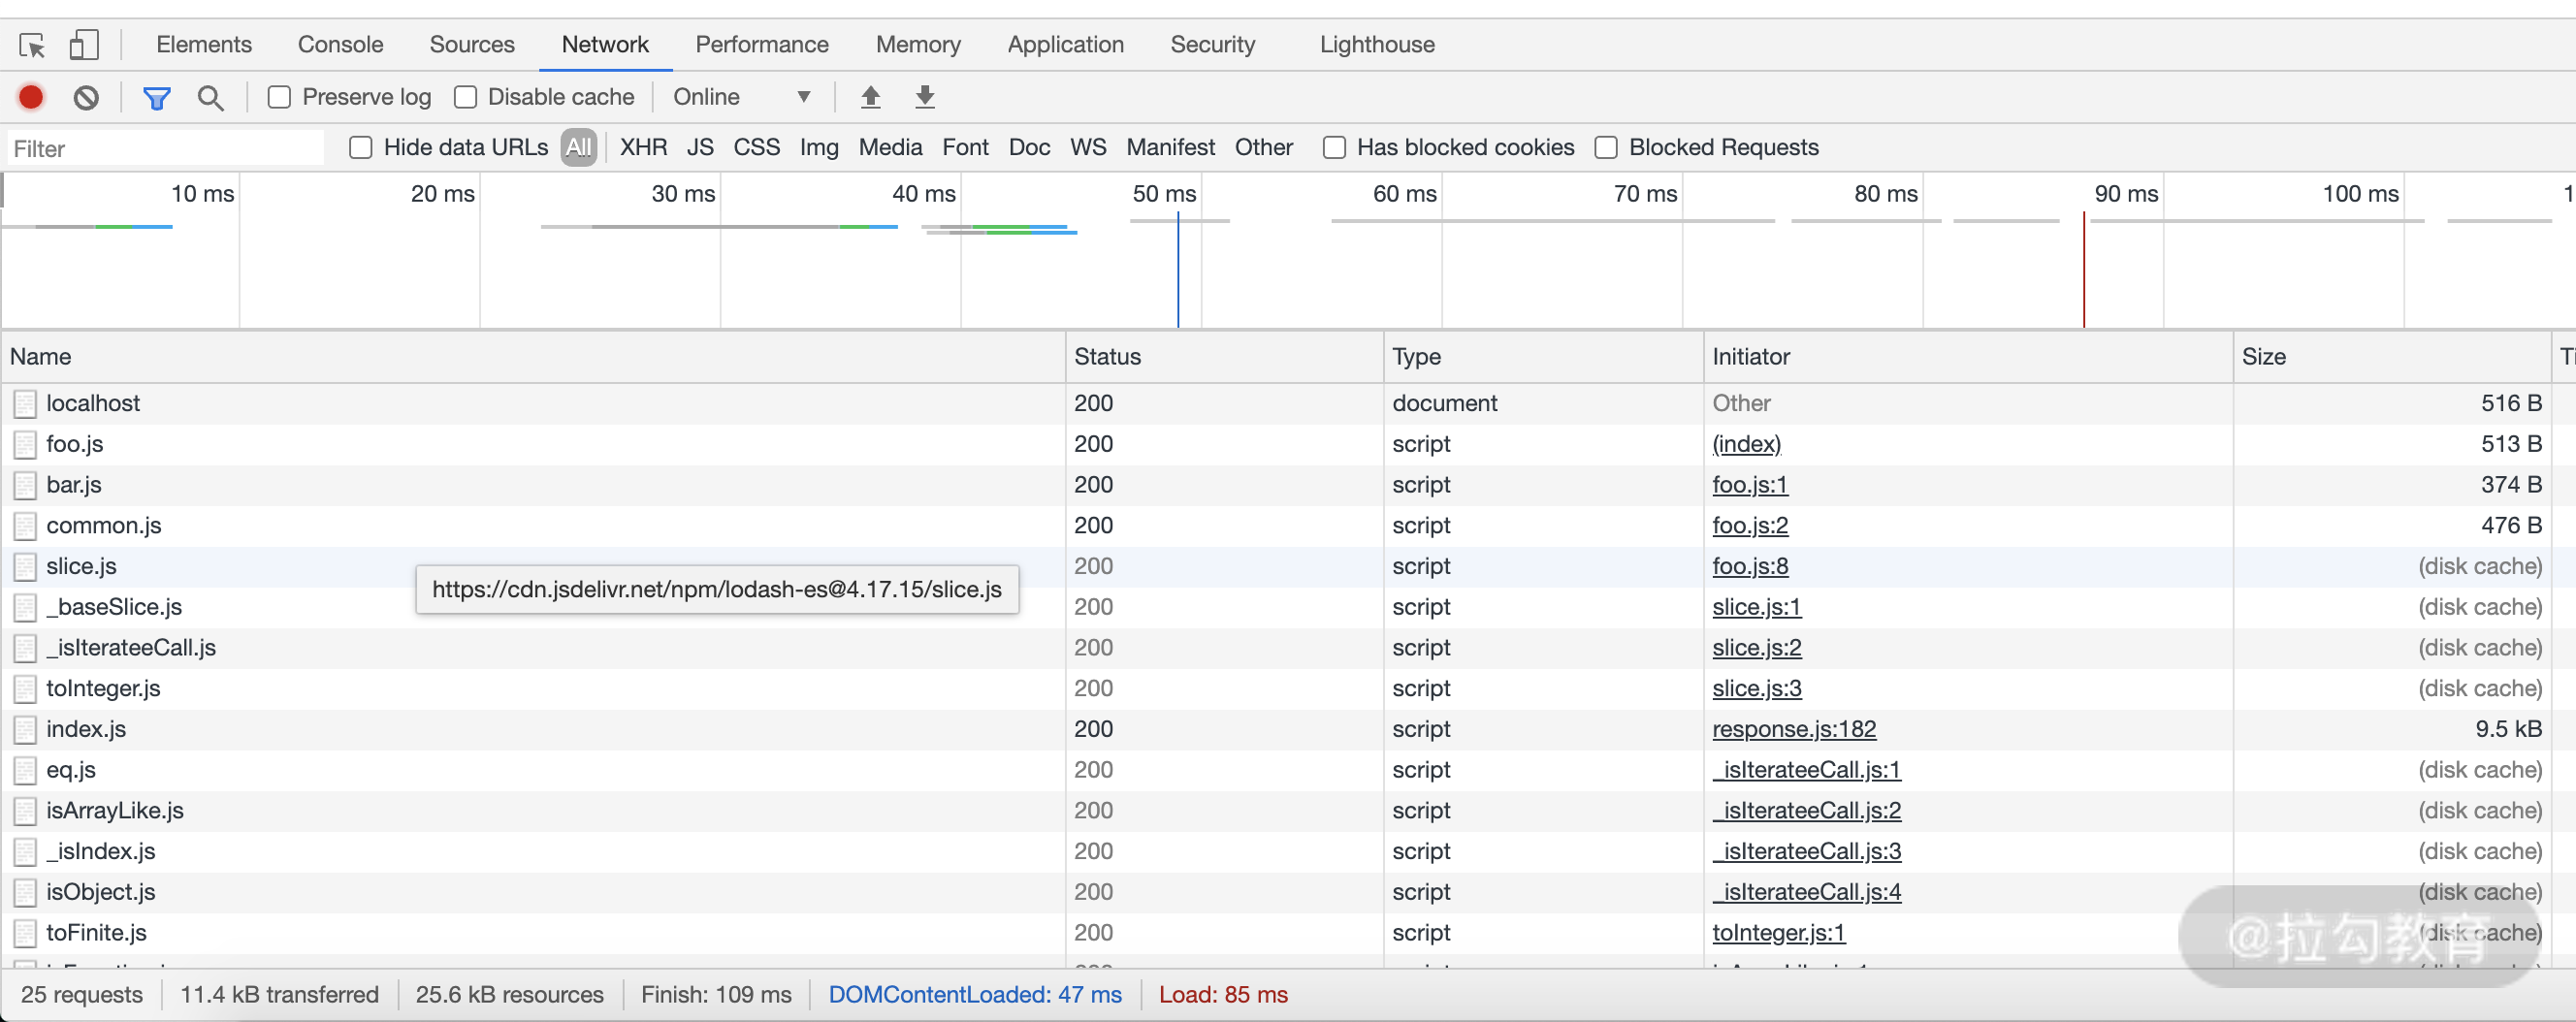 Elements Console Sources Network Performance Memory Application Security Lighthouse
Preserve log Disable cache Online
Filter Hide data URLs All XHR JS CSS Img Media Font Doc WS Manifest Other Has blocked cookies Blocked Requests
10 ms 20 ms 30 ms 40 ms 50 ms 60 ms 70 ms 80 ms 90 ms 100 ms
Name Status Type Initiator Size
localhost 200 document Other 516 B
foo.js 200 script (index) 513 B
bar.js 200 script foo.js:1 374 B
common.js 200 script foo.js:2 476 B
slice.js 200 script foo.js:8 (disk cache)
https://cdn.jsdelivr.net/npm/lodash-es@4.17.15/slice.js
_baseSlice.js 200 script slice.js:1 (disk cache)
_isIterateeCall.js 200 script slice.js:2 (disk cache)
toInteger.js 200 script slice.js:3 (disk cache)
index.js 200 script response.js:182 9.5 kB
eq.js 200 script _isIterateeCall.js:1 (disk cache)
isArrayLike.js 200 script _isIterateeCall.js:2 (disk cache)
_isIndex.js 200 script _isIterateeCall.js:3 (disk cache)
isObject.js 200 script _isIterateeCall.js:4 (disk cache)
toFinite.js 200 script toInteger.js:1 (disk cache)
@拉勾教育
25 requests 11.4 kB transferred 25.6 kB resources Finish: 109 ms DOMContentLoaded: 47 ms Load: 85 ms